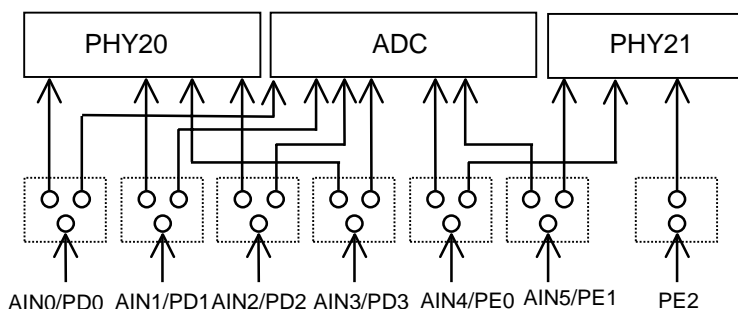 PHY20 ADC PHY21
AIN0/PD0 AIN1/PD1 AIN2/PD2 AIN3/PD3 AIN4/PE0 AIN5/PE1 PE2